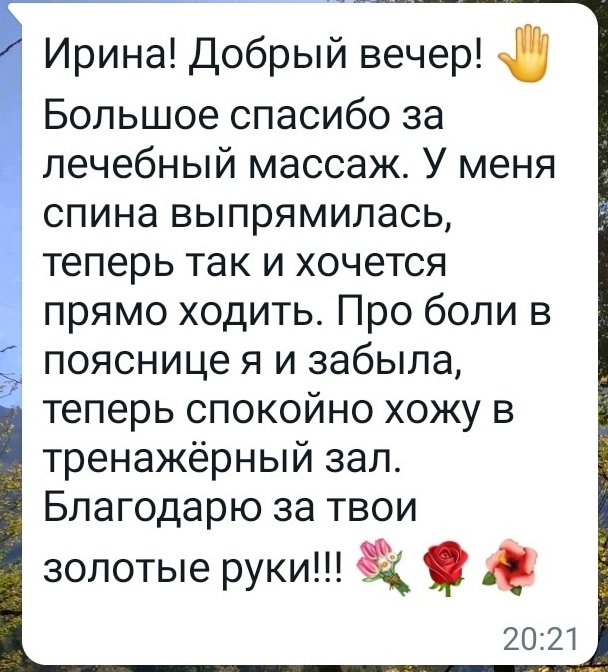 Ирина! Добрый вечер! 🤚
Большое спасибо за
лечебный массаж. У меня
спина выпрямилась,
теперь так и хочется
прямо ходить. Про боли в
пояснице я и забыла,
теперь спокойно хожу в
тренажёрный зал.
Благодарю за твои
золотые руки!!! 💐🌹🌺
20:21